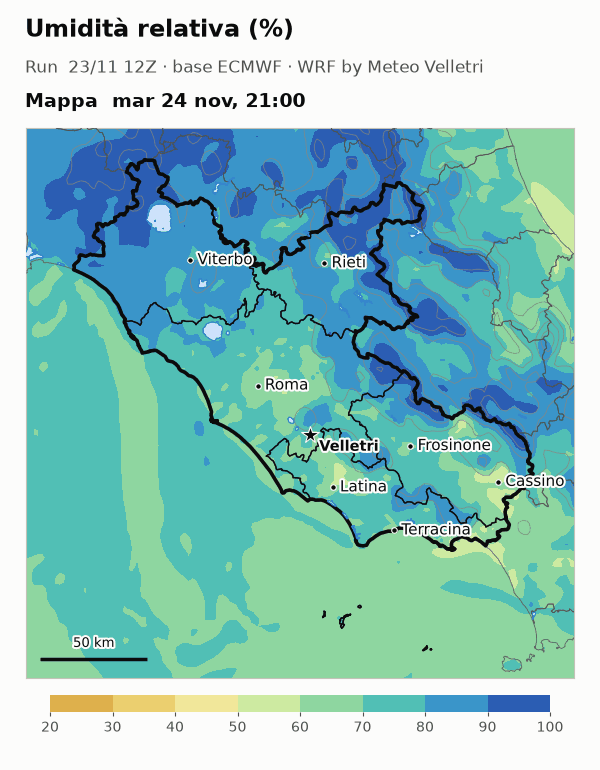 Umidità relativa (%)
Run  23/11 12Z · base ECMWF · WRF by Meteo Velletri
Mappa  mar 24 nov, 21:00
Viterbo
Rieti
Roma
Velletri
Frosinone
Cassino
Latina
Terracina
50 km
20 30 40 50 60 70 80 90 100